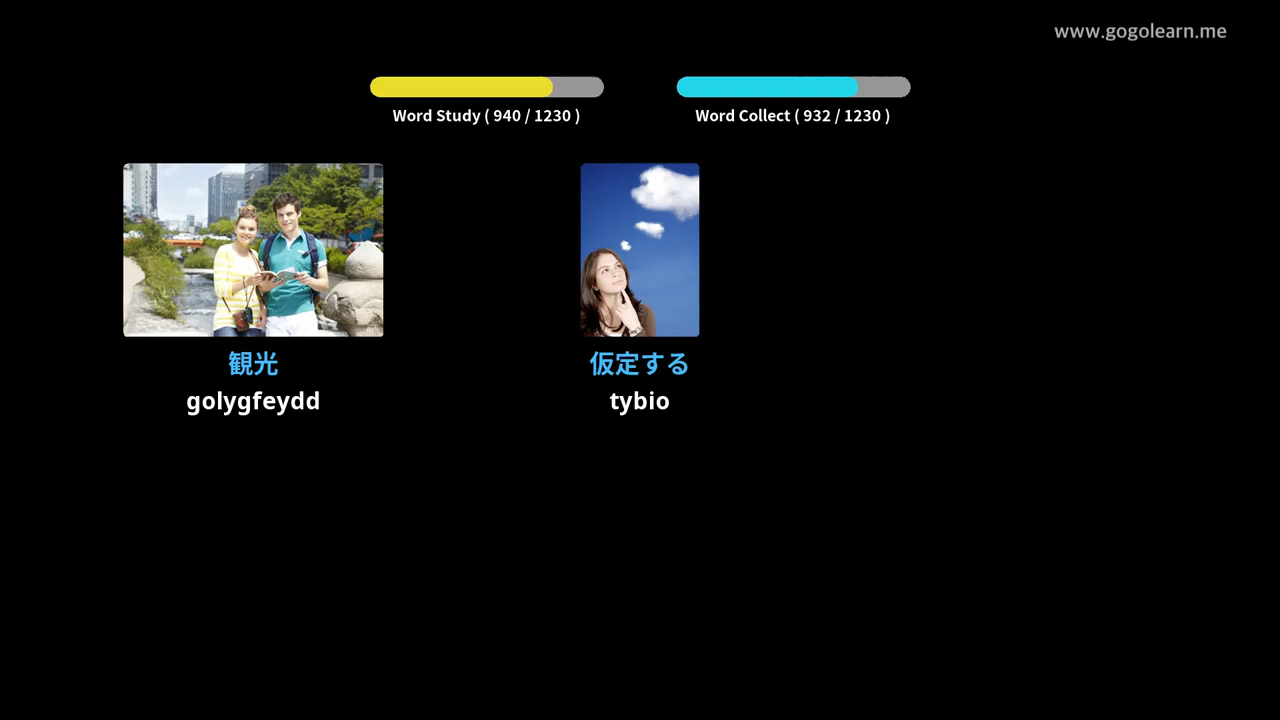 www.gogolearn.me
Word Study ( 940 / 1230 )
Word Collect ( 932 / 1230 )
観光
golygfeydd
仮定する
tybio